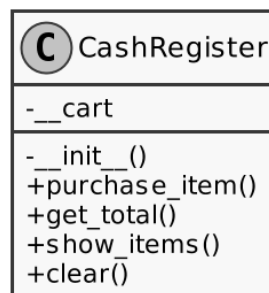 C CashRegister
-__cart
-__init__()
+purchase_item()
+get_total()
+show_items()
+clear()